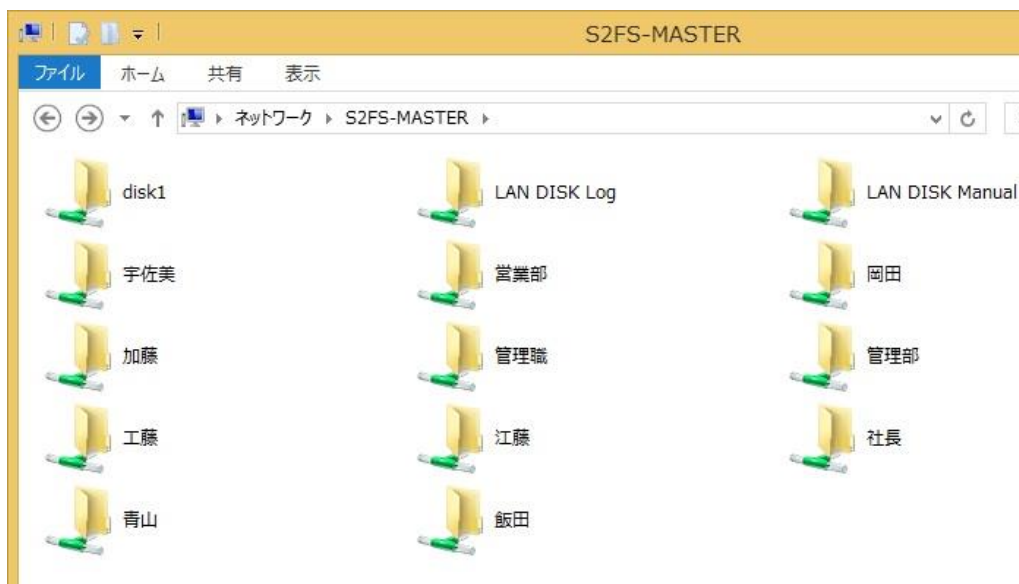 S2FS-MASTER
ファイル ホーム 共有 表示
ネットワーク S2FS-MASTER
disk1 LAN DISK Log LAN DISK Manual
宇佐美 営業部 岡田
加藤 管理職 管理部
工藤 江藤 社長
青山 飯田